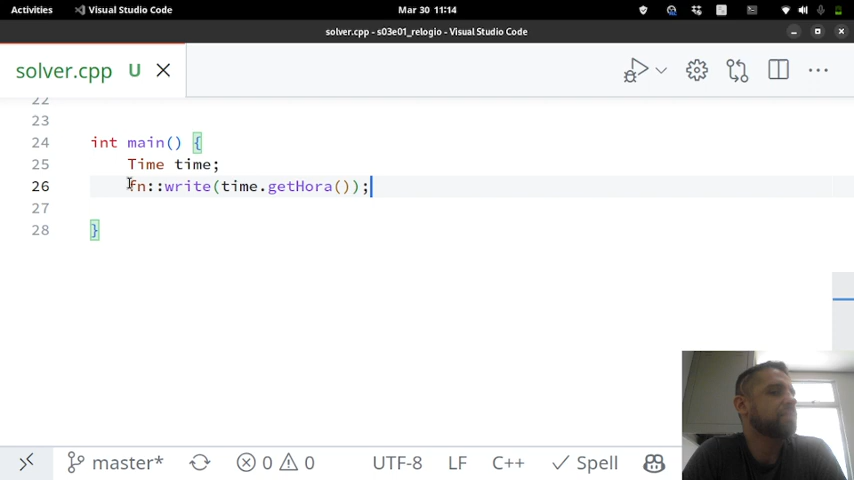 Activities Visual Studio Code Mar 30 11:14
solver.cpp - s03e01_relogio - Visual Studio Code
solver.cpp U
22
23
24 int main() {
25 Time time;
26 fn::write(time.getHora());
27
28 }
master* 0 0 UTF-8 LF C++ Spell